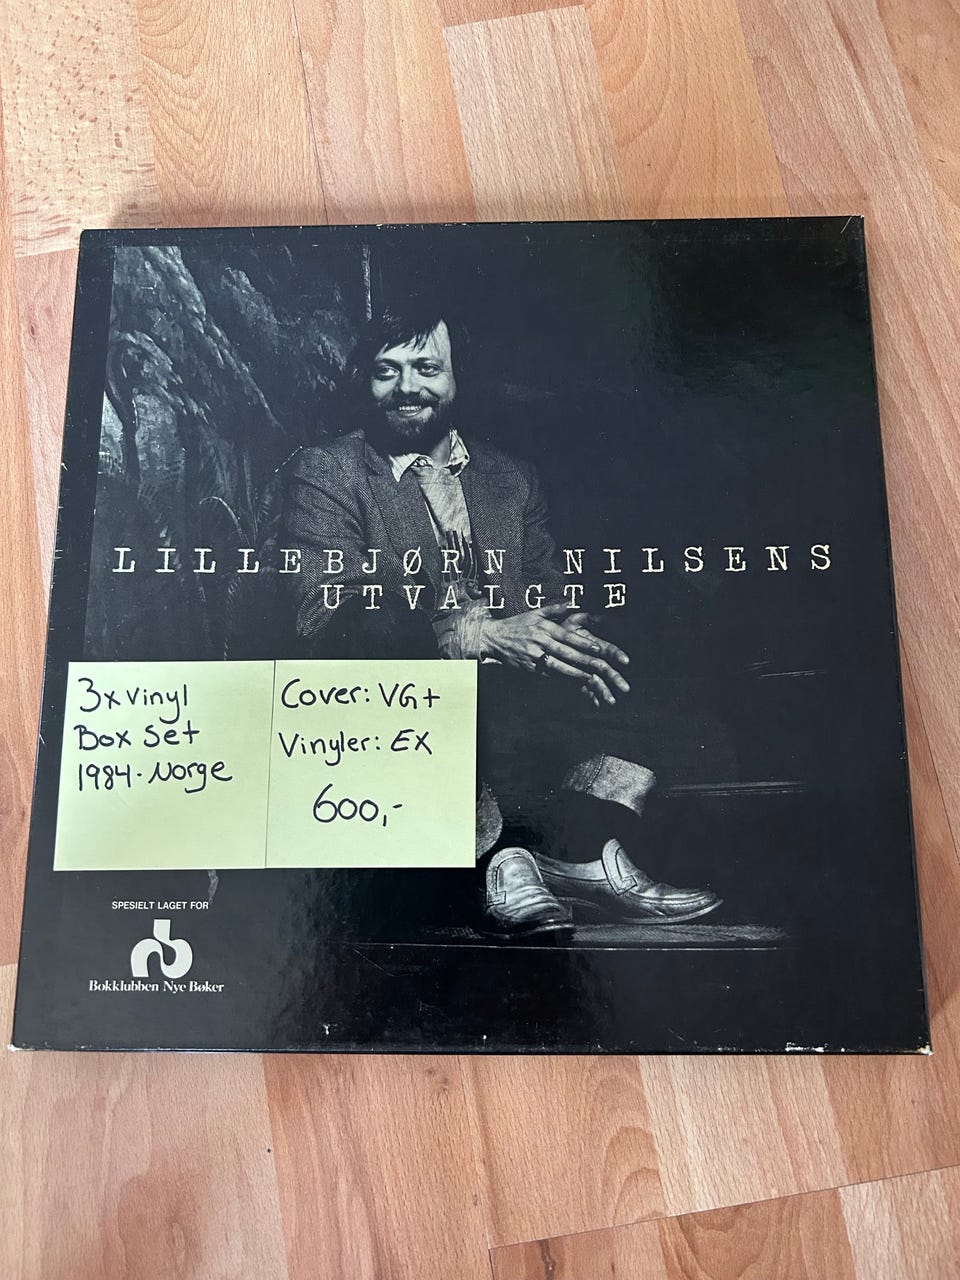 LILLEBJØRN NILSENS
UTVALGTE
3x Vinyl
Box Set
1984. Norge
Cover: VG+
Vinyler: EX
600,-
SPESIELT LAGET FOR
nb
Bokklubben Nye Bøker